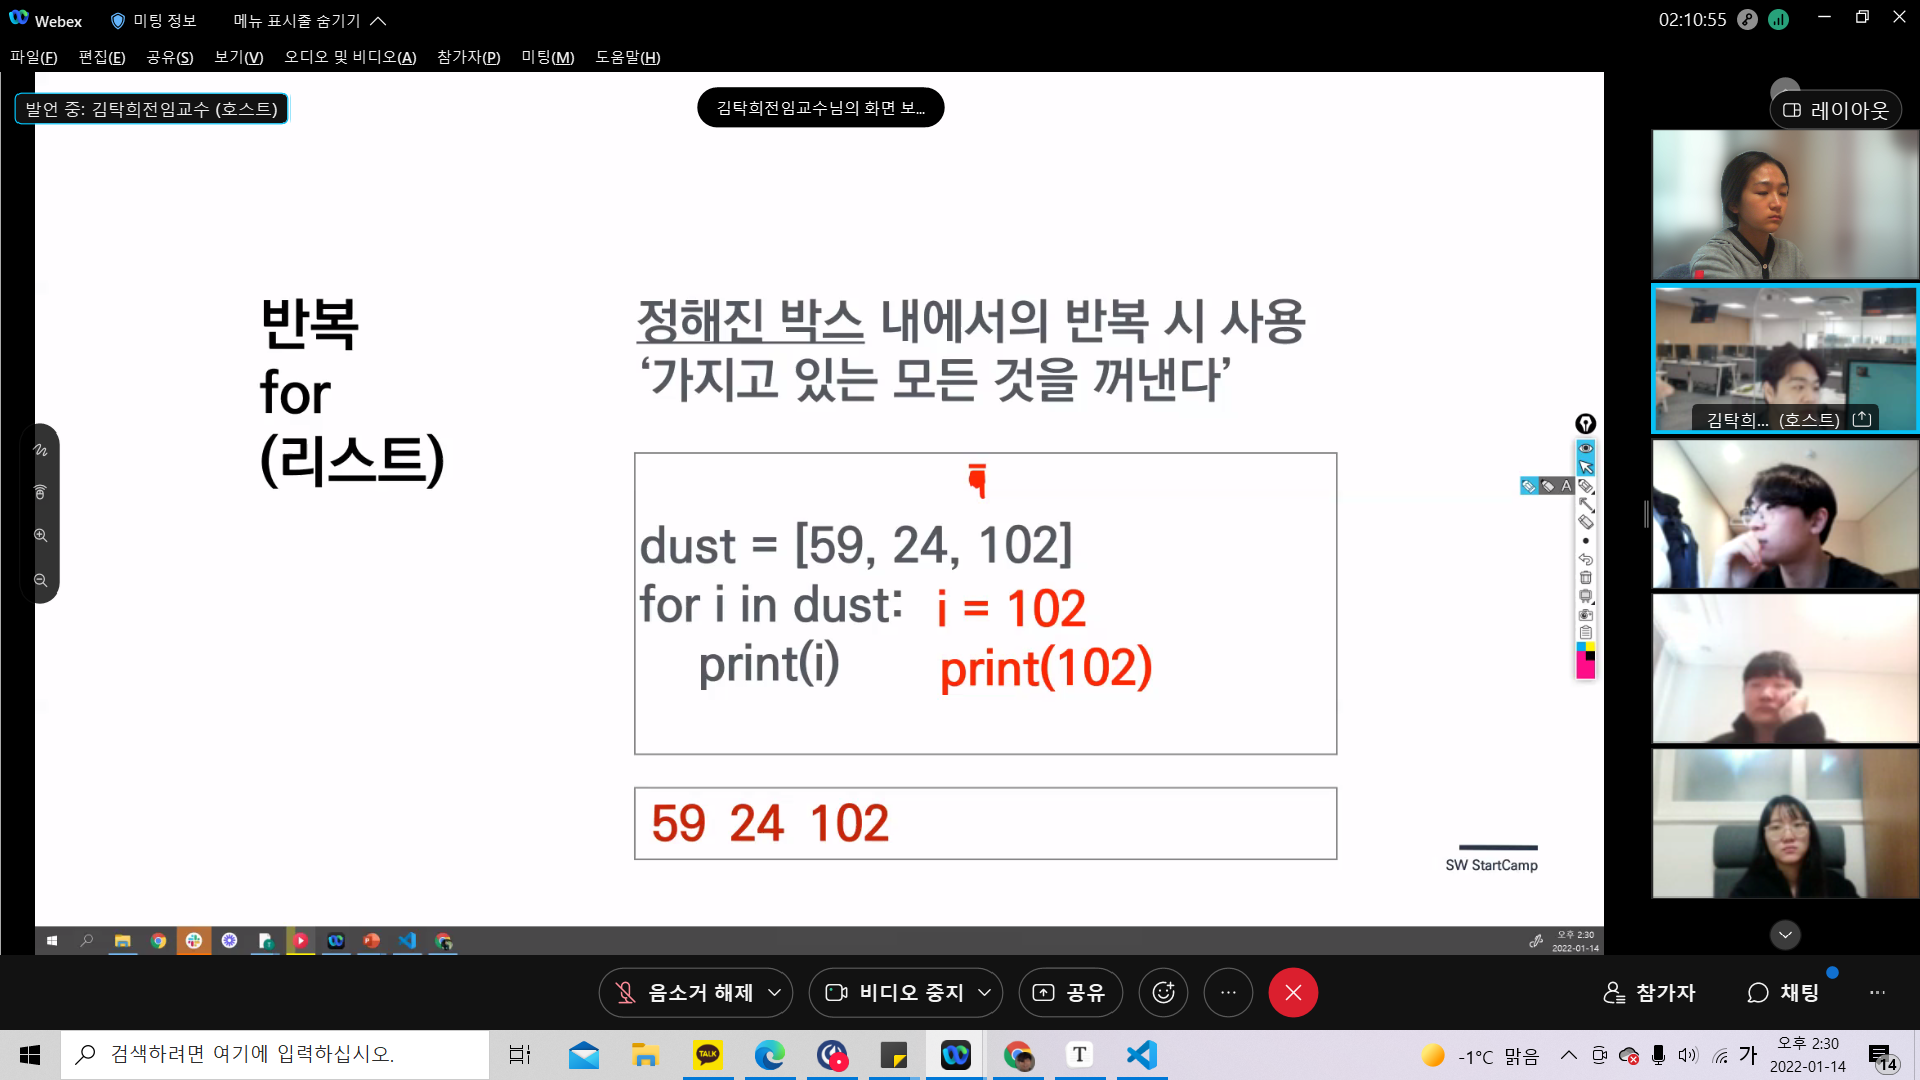 Webex
미팅 정보
메뉴 표시줄 숨기기
02:10:55
파일(F) 편집(E) 공유(S) 보기(V) 오디오 및 비디오(A) 참가자(P) 미팅(M) 도움말(H)
발언 중: 김탁희전임교수 (호스트)
김탁희전임교수님의 화면 보...
레이아웃
반복
for
(리스트)
정해진 박스 내에서의 반복 시 사용
‘가지고 있는 모든 것을 꺼낸다’
dust = [59, 24, 102]
for i in dust: i = 102
print(i) print(102)
59 24 102
SW StartCamp
김탁희... (호스트)
A
오후 2:30
2022-01-14
음소거 해제
비디오 중지
공유
참가자
채팅
검색하려면 여기에 입력하십시오.
TALK
T
-1°C 맑음
가
오후 2:30
2022-01-14
14